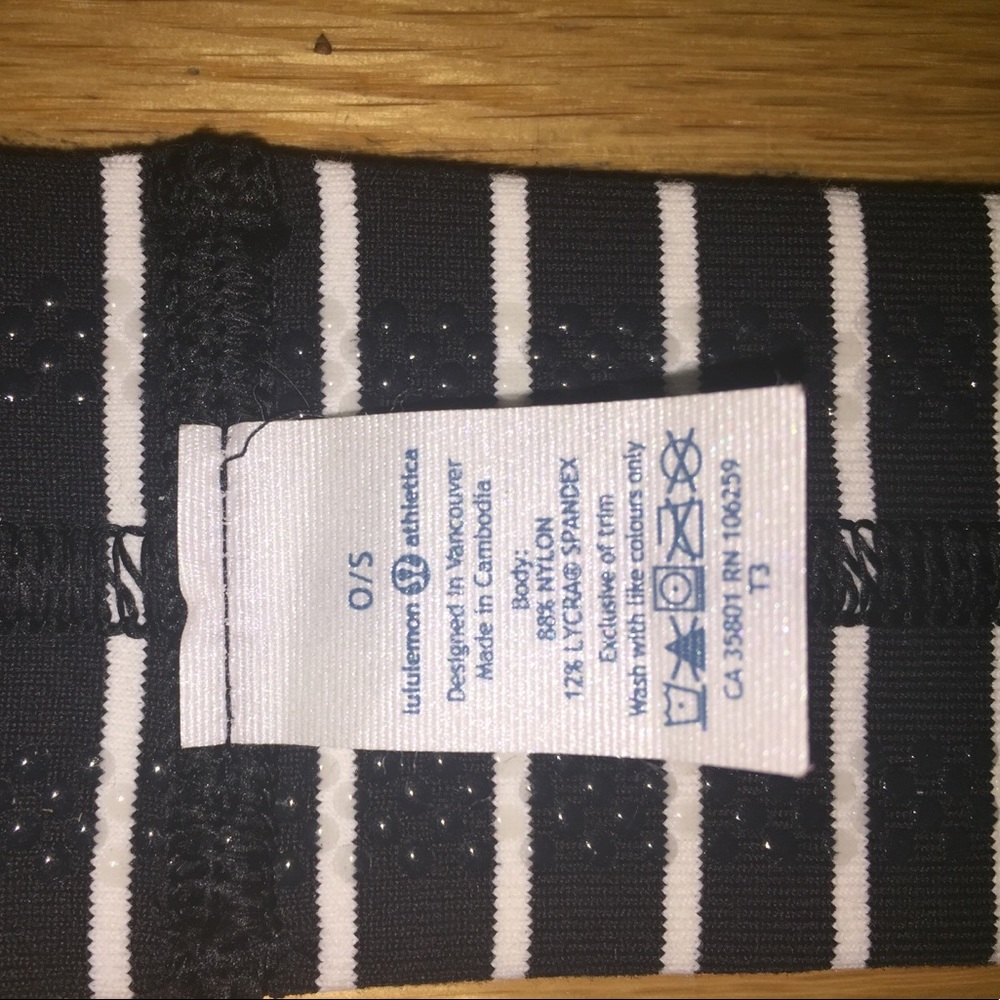 O/S
lululemon athletica
Designed in Vancouver
Made in Cambodia
Body:
88% NYLON
12% LYCRA® SPANDEX
Exclusive of trim
Wash with like colours only
CA 35801 RN 106259
T3